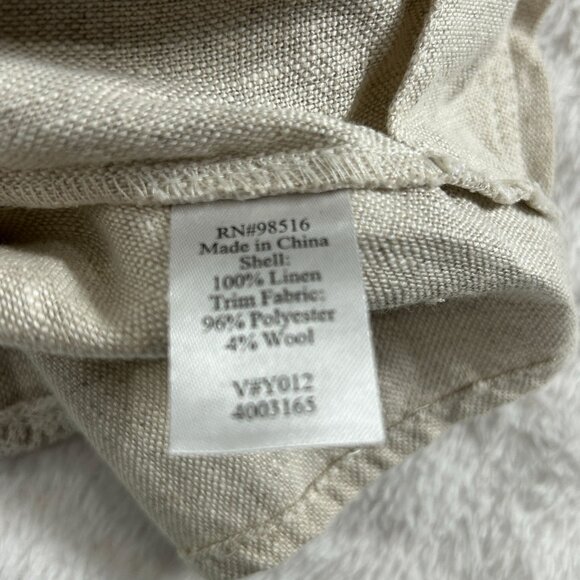 RN#98516
Made in China
Shell:
100% Linen
Trim Fabric:
96% Polyester
4% Wool
V#Y012
4003165